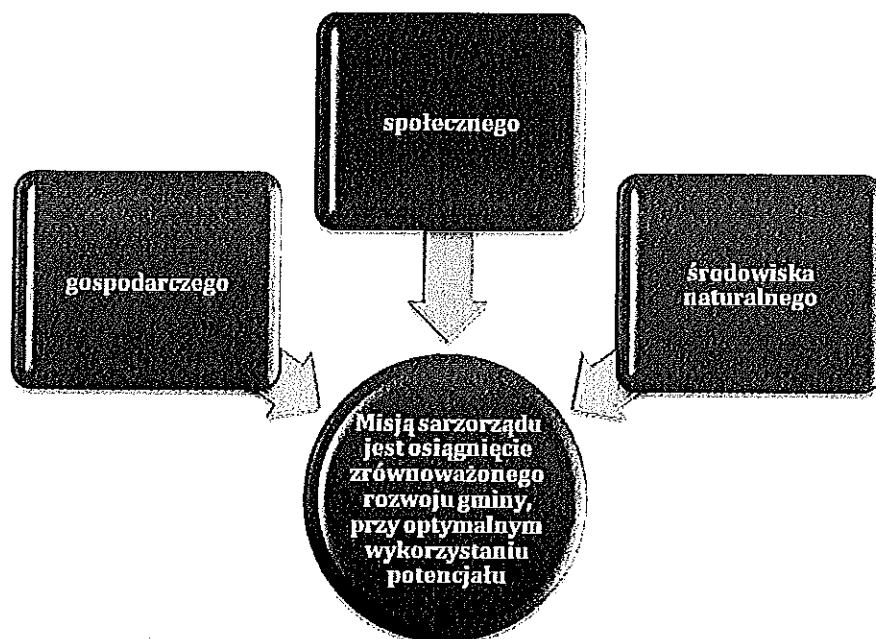 społecznego
gospodarczego
środowiska
naturalnego
Misją sarzorządu
jest osiągnięcie
zrównoważonego
rozwoju gminy,
przy optymalnym
wykorzystaniu
potencjału